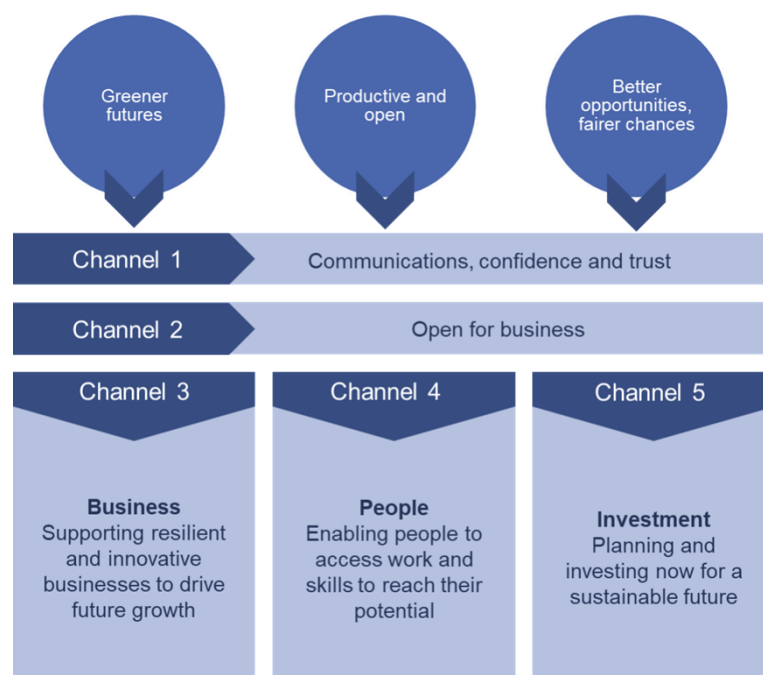 Greener
futures
Productive and
open
Better
opportunities,
fairer chances
Channel 1
Communications, confidence and trust
Channel 2
Open for business
Channel 3
Business
Supporting resilient
and innovative
businesses to drive
future growth
Channel 4
People
Enabling people to
access work and
skills to reach their
potential
Channel 5
Investment
Planning and
investing now for a
sustainable future